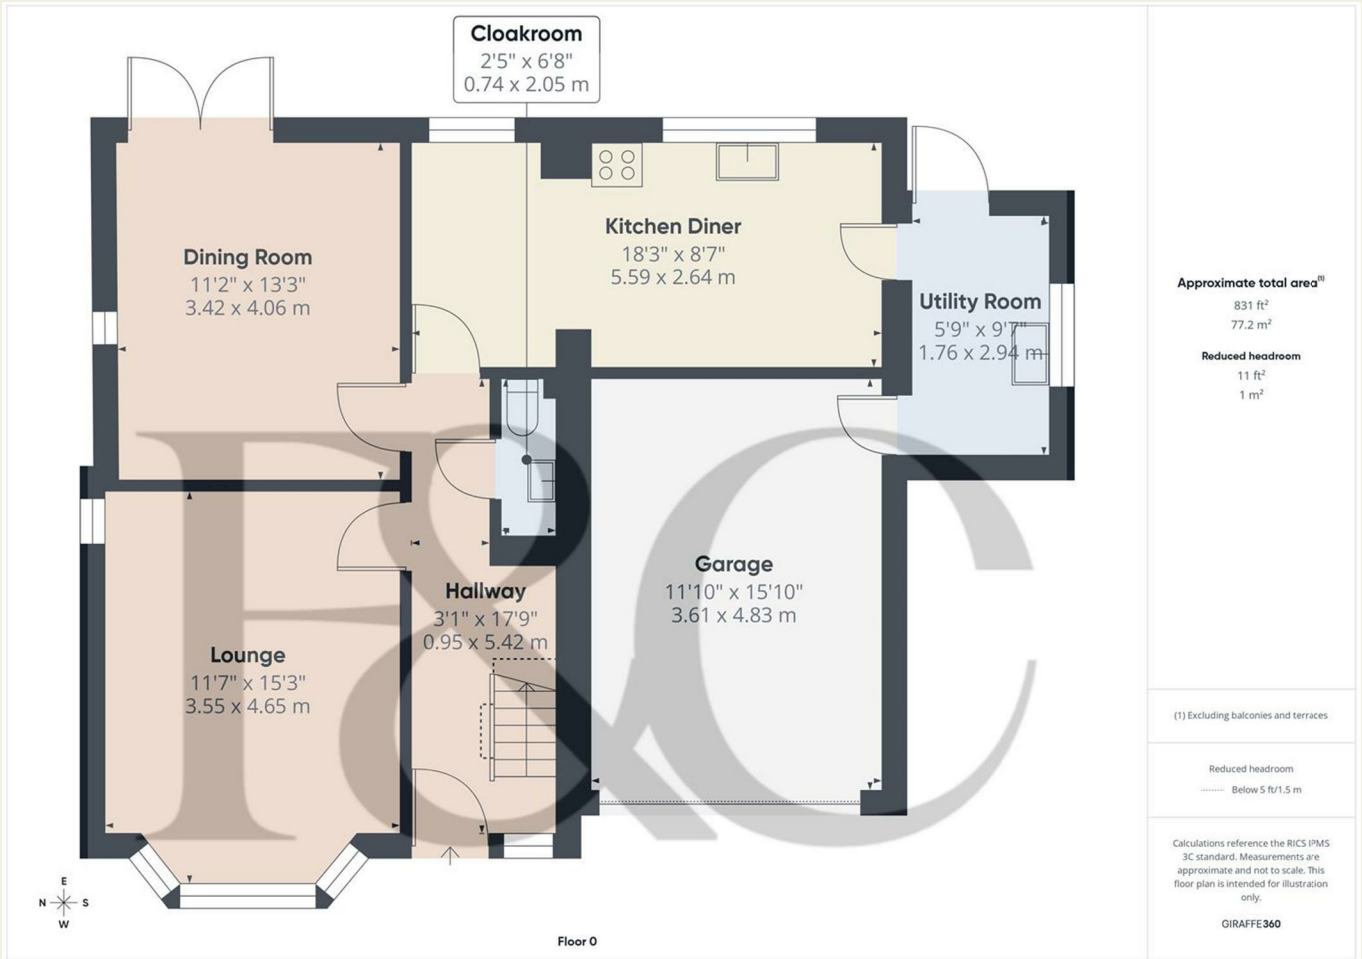 Cloakroom
2'5" x 6'8"
0.74 x 2.05 m
Dining Room
11'2" x 13'3"
3.42 x 4.06 m
Kitchen Diner
18'3" x 8'7"
5.59 x 2.64 m
Utility Room
5'9" x 9'7"
1.76 x 2.94 m
Garage
11'10" x 15'10"
3.61 x 4.83 m
Hallway
3'1" x 17'9"
0.95 x 5.42 m
Lounge
11'7" x 15'3"
3.55 x 4.65 m
F&C
E
N S
W
Floor 0
Approximate total area(1)
831 ft²
77.2 m²
Reduced headroom
11 ft²
1 m²
(1) Excluding balconies and terraces
Reduced headroom
Below 5 ft/1.5 m
Calculations reference the RICS IPMS
3C standard. Measurements are
approximate and not to scale. This
floor plan is intended for illustration
only.
GIRAFFE360